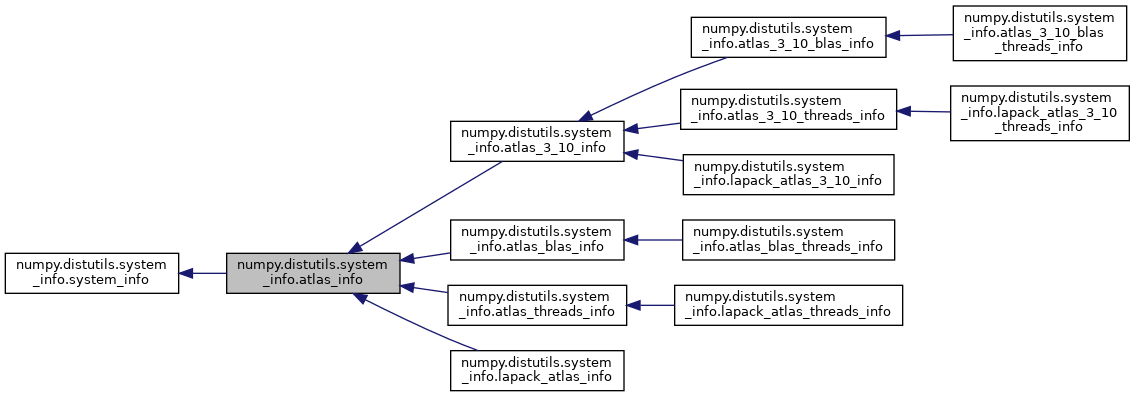 numpy.distutils.system
_info.system_info
numpy.distutils.system
_info.atlas_info
numpy.distutils.system
_info.atlas_3_10_info
numpy.distutils.system
_info.atlas_3_10_blas_info
numpy.distutils.system
_info.atlas_3_10_blas
_threads_info
numpy.distutils.system
_info.atlas_3_10_threads_info
numpy.distutils.system
_info.lapack_atlas_3_10
_threads_info
numpy.distutils.system
_info.lapack_atlas_3_10_info
numpy.distutils.system
_info.atlas_blas_info
numpy.distutils.system
_info.atlas_blas_threads_info
numpy.distutils.system
_info.atlas_threads_info
numpy.distutils.system
_info.lapack_atlas_threads_info
numpy.distutils.system
_info.lapack_atlas_info